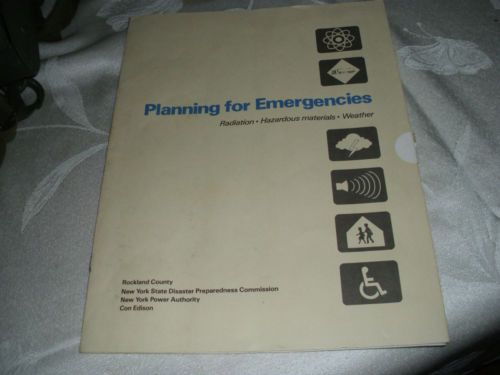 Planning for Emergencies
Radiation • Hazardous materials • Weather
Rockland County
New York State Disaster Preparedness Commission
New York Power Authority
Con Edison